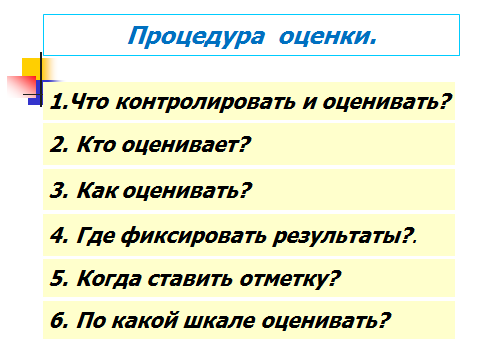 Процедура оценки.
1.Что контролировать и оценивать?
2. Кто оценивает?
3. Как оценивать?
4. Где фиксировать результаты?.
5. Когда ставить отметку?
6. По какой шкале оценивать?